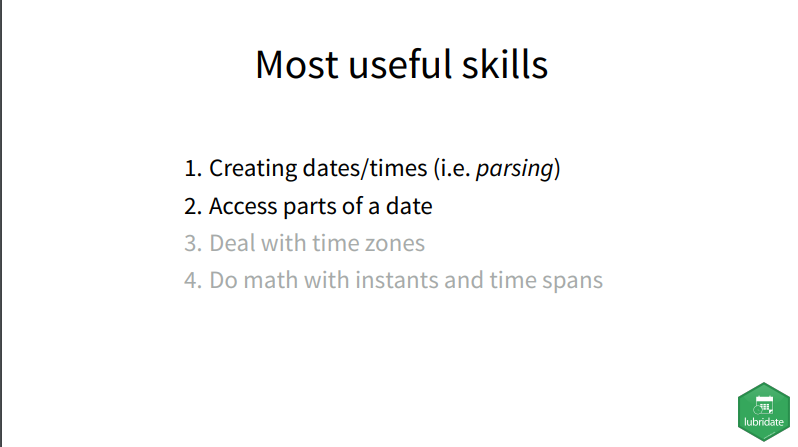 Most useful skills
1. Creating dates/times (i.e. parsing)
2. Access parts of a date
3. Deal with time zones
4. Do math with instants and time spans
lubridate